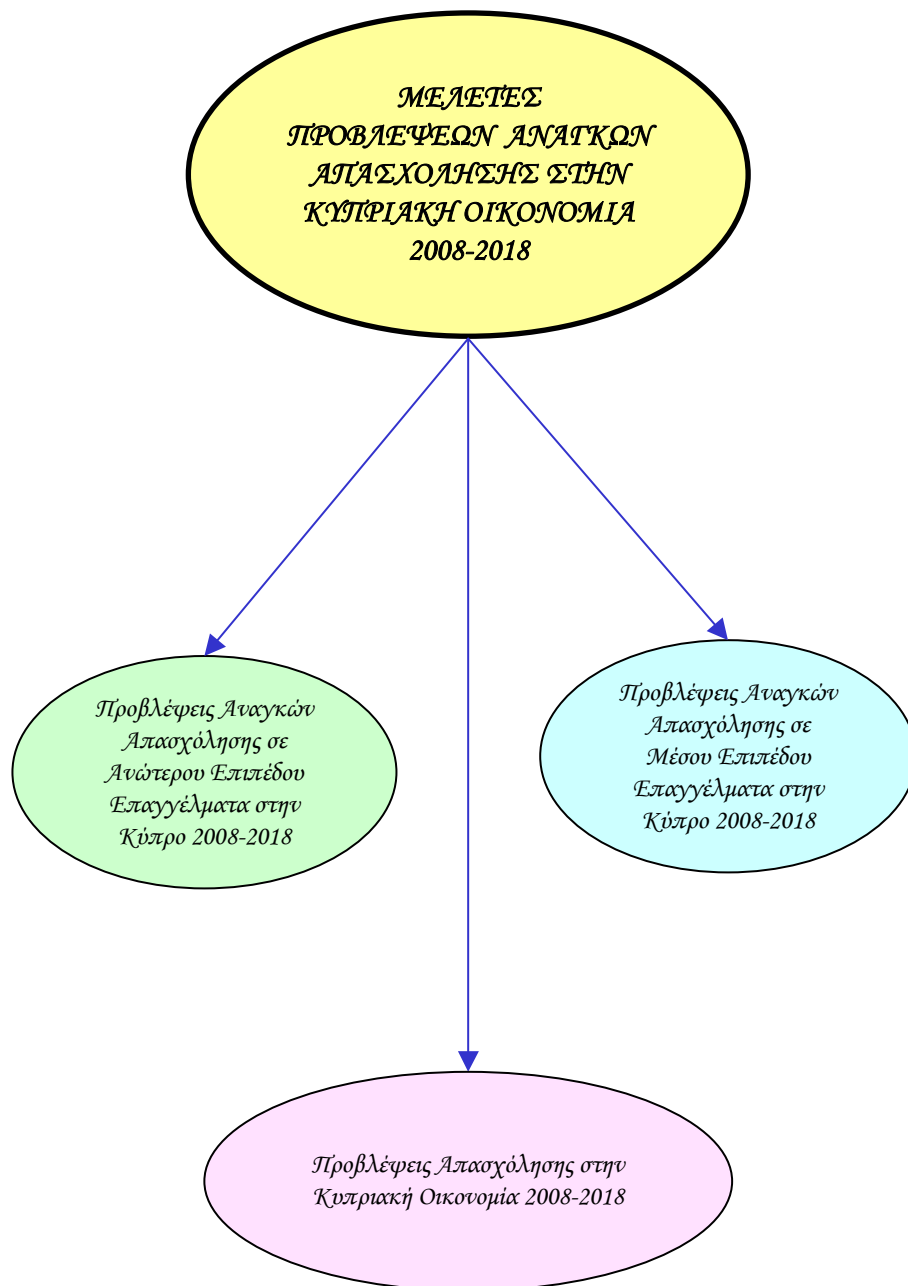 ΜΕΛΕΤΕΣ
ΠΡΟΒΛΕΨΕΩΝ ΑΝΑΓΚΩΝ
ΑΠΑΣΧΟΛΗΣΗΣ ΣΤΗΝ
ΚΥΠΡΙΑΚΗ ΟΙΚΟΝΟΜΙΑ
2008-2018
Προβλέψεις Αναγκών
Απασχόλησης σε
Ανώτερου Επιπέδου
Επαγγέλματα στην
Κύπρο 2008-2018
Προβλέψεις Αναγκών
Απασχόλησης σε
Μέσου Επιπέδου
Επαγγέλματα στην
Κύπρο 2008-2018
Προβλέψεις Απασχόλησης στην
Κυπριακή Οικονομία 2008-2018